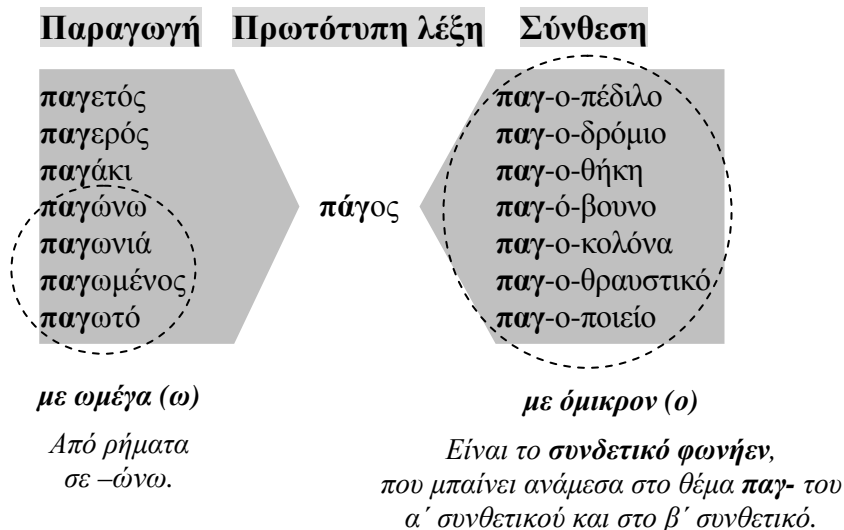 Παραγωγή Πρωτότυπη λέξη Σύνθεση
παγετός
παγερός
παγάκι
παγώνω
παγωνιά
παγωμένος
παγωτό
πάγος
παγ-ο-πέδιλο
παγ-ο-δρόμιο
παγ-ο-θήκη
παγ-ό-βουνο
παγ-ο-κολόνα
παγ-ο-θραυστικό
παγ-ο-ποιείο
με ωμέγα (ω)
Από ρήματα
σε –ώνω.
με όμικρον (ο)
Είναι το συνδετικό φωνήεν,
που μπαίνει ανάμεσα στο θέμα παγ- του
α΄ συνθετικού και στο β΄ συνθετικό.